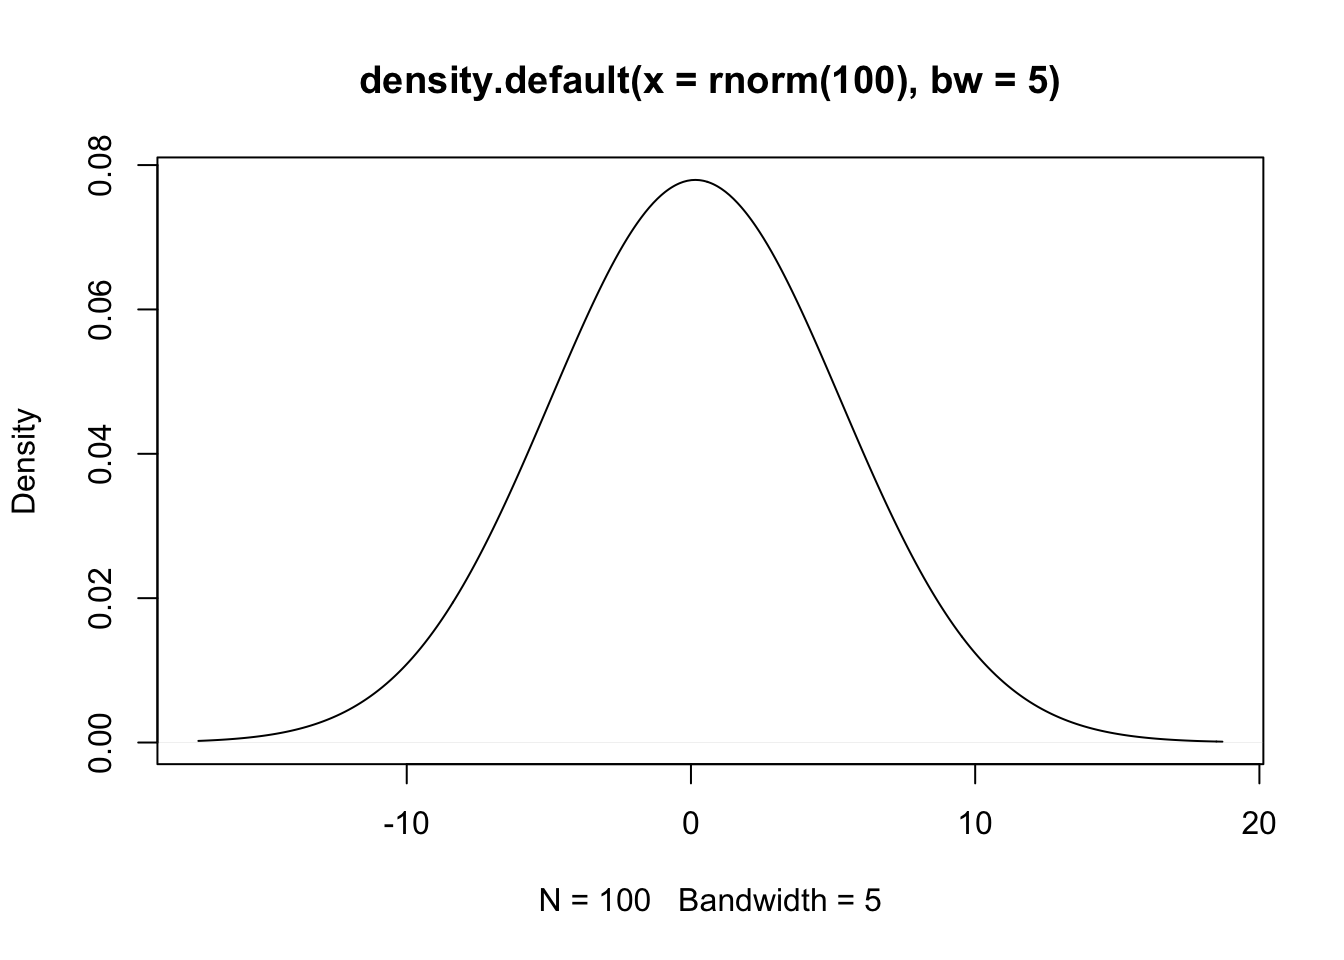 density.default(x = rnorm(100), bw = 5)
Density
0.08
0.06
0.04
0.02
0.00
-10 0 10 20
N = 100 Bandwidth = 5